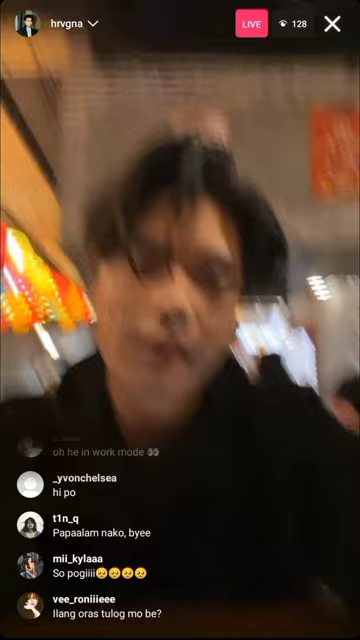 hrvgna
LIVE
128
oh he in work mode 👀
_yvonchelsea
hi po
t1n_q
Papaalam nako, byee
mii_kylaaa
So pogiiii🥺🥺🥺🥺
vee_roniiieee
Ilang oras tulog mo be?